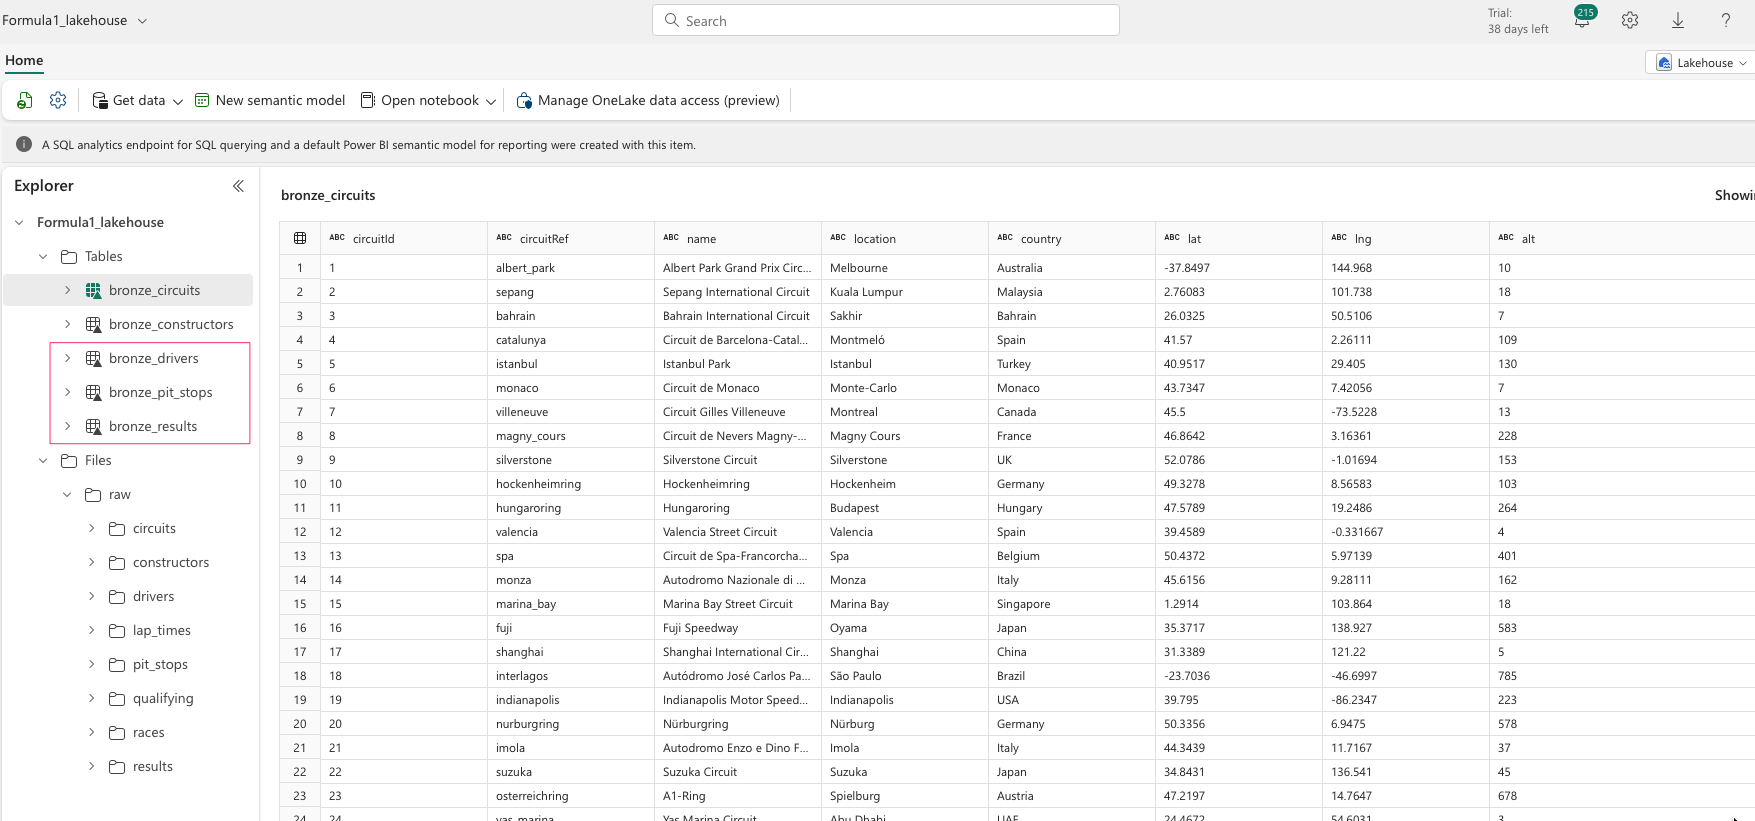 Formula1_lakehouse
Search
Trial:
38 days left
215
Home
Lakehouse
Get data
New semantic model
Open notebook
Manage OneLake data access (preview)
A SQL analytics endpoint for SQL querying and a default Power BI semantic model for reporting were created with this item.
Explorer
Formula1_lakehouse
Tables
bronze_circuits
bronze_constructors
bronze_drivers
bronze_pit_stops
bronze_results
Files
raw
circuits
constructors
drivers
lap_times
pit_stops
qualifying
races
results
bronze_circuits
Showi
ABC circuitId ABC circuitRef ABC name ABC location ABC country ABC lat ABC lng ABC alt
1 1 albert_park Albert Park Grand Prix Circ... Melbourne Australia -37.8497 144.968 10
2 2 sepang Sepang International Circuit Kuala Lumpur Malaysia 2.76083 101.738 18
3 3 bahrain Bahrain International Circuit Sakhir Bahrain 26.0325 50.5106 7
4 4 catalunya Circuit de Barcelona-Catal... Montmeló Spain 41.57 2.26111 109
5 5 istanbul Istanbul Park Istanbul Turkey 40.9517 29.405 130
6 6 monaco Circuit de Monaco Monte-Carlo Monaco 43.7347 7.42056 7
7 7 villeneuve Circuit Gilles Villeneuve Montreal Canada 45.5 -73.5228 13
8 8 magny_cours Circuit de Nevers Magny-... Magny Cours France 46.8642 3.16361 228
9 9 silverstone Silverstone Circuit Silverstone UK 52.0786 -1.01694 153
10 10 hockenheimring Hockenheimring Hockenheim Germany 49.3278 8.56583 103
11 11 hungaroring Hungaroring Budapest Hungary 47.5789 19.2486 264
12 12 valencia Valencia Street Circuit Valencia Spain 39.4589 -0.331667 4
13 13 spa Circuit de Spa-Francorcha... Spa Belgium 50.4372 5.97139 401
14 14 monza Autodromo Nazionale di ... Monza Italy 45.6156 9.28111 162
15 15 marina_bay Marina Bay Street Circuit Marina Bay Singapore 1.2914 103.864 18
16 16 fuji Fuji Speedway Oyama Japan 35.3717 138.927 583
17 17 shanghai Shanghai International Cir... Shanghai China 31.3389 121.22 5
18 18 interlagos Autódromo José Carlos Pa... São Paulo Brazil -23.7036 -46.6997 785
19 19 indianapolis Indianapolis Motor Speed... Indianapolis USA 39.795 -86.2347 223
20 20 nurburgring Nürburgring Nürburg Germany 50.3356 6.9475 578
21 21 imola Autodromo Enzo e Dino F... Imola Italy 44.3439 11.7167 37
22 22 suzuka Suzuka Circuit Suzuka Japan 34.8431 136.541 45
23 23 osterreichring A1-Ring Spielburg Austria 47.2197 14.7647 678
24 24 yas_marina Yas Marina Circuit Abu Dhabi UAE 24.4672 54.6031 3